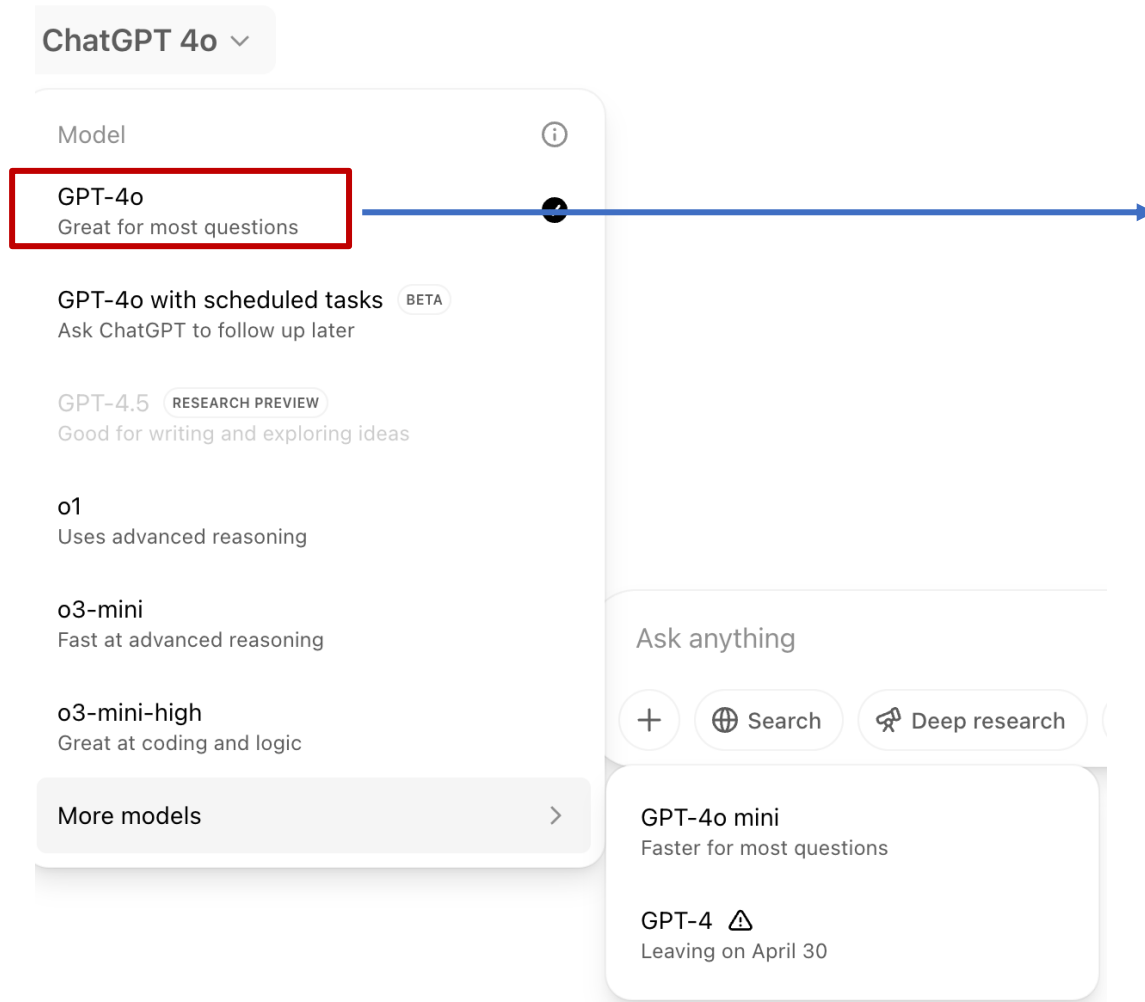 ChatGPT 4o
Model
GPT-4o
Great for most questions
GPT-4o with scheduled tasks BETA
Ask ChatGPT to follow up later
GPT-4.5 RESEARCH PREVIEW
Good for writing and exploring ideas
o1
Uses advanced reasoning
o3-mini
Fast at advanced reasoning
o3-mini-high
Great at coding and logic
More models
Ask anything
Search Deep research
GPT-4o mini
Faster for most questions
GPT-4
Leaving on April 30